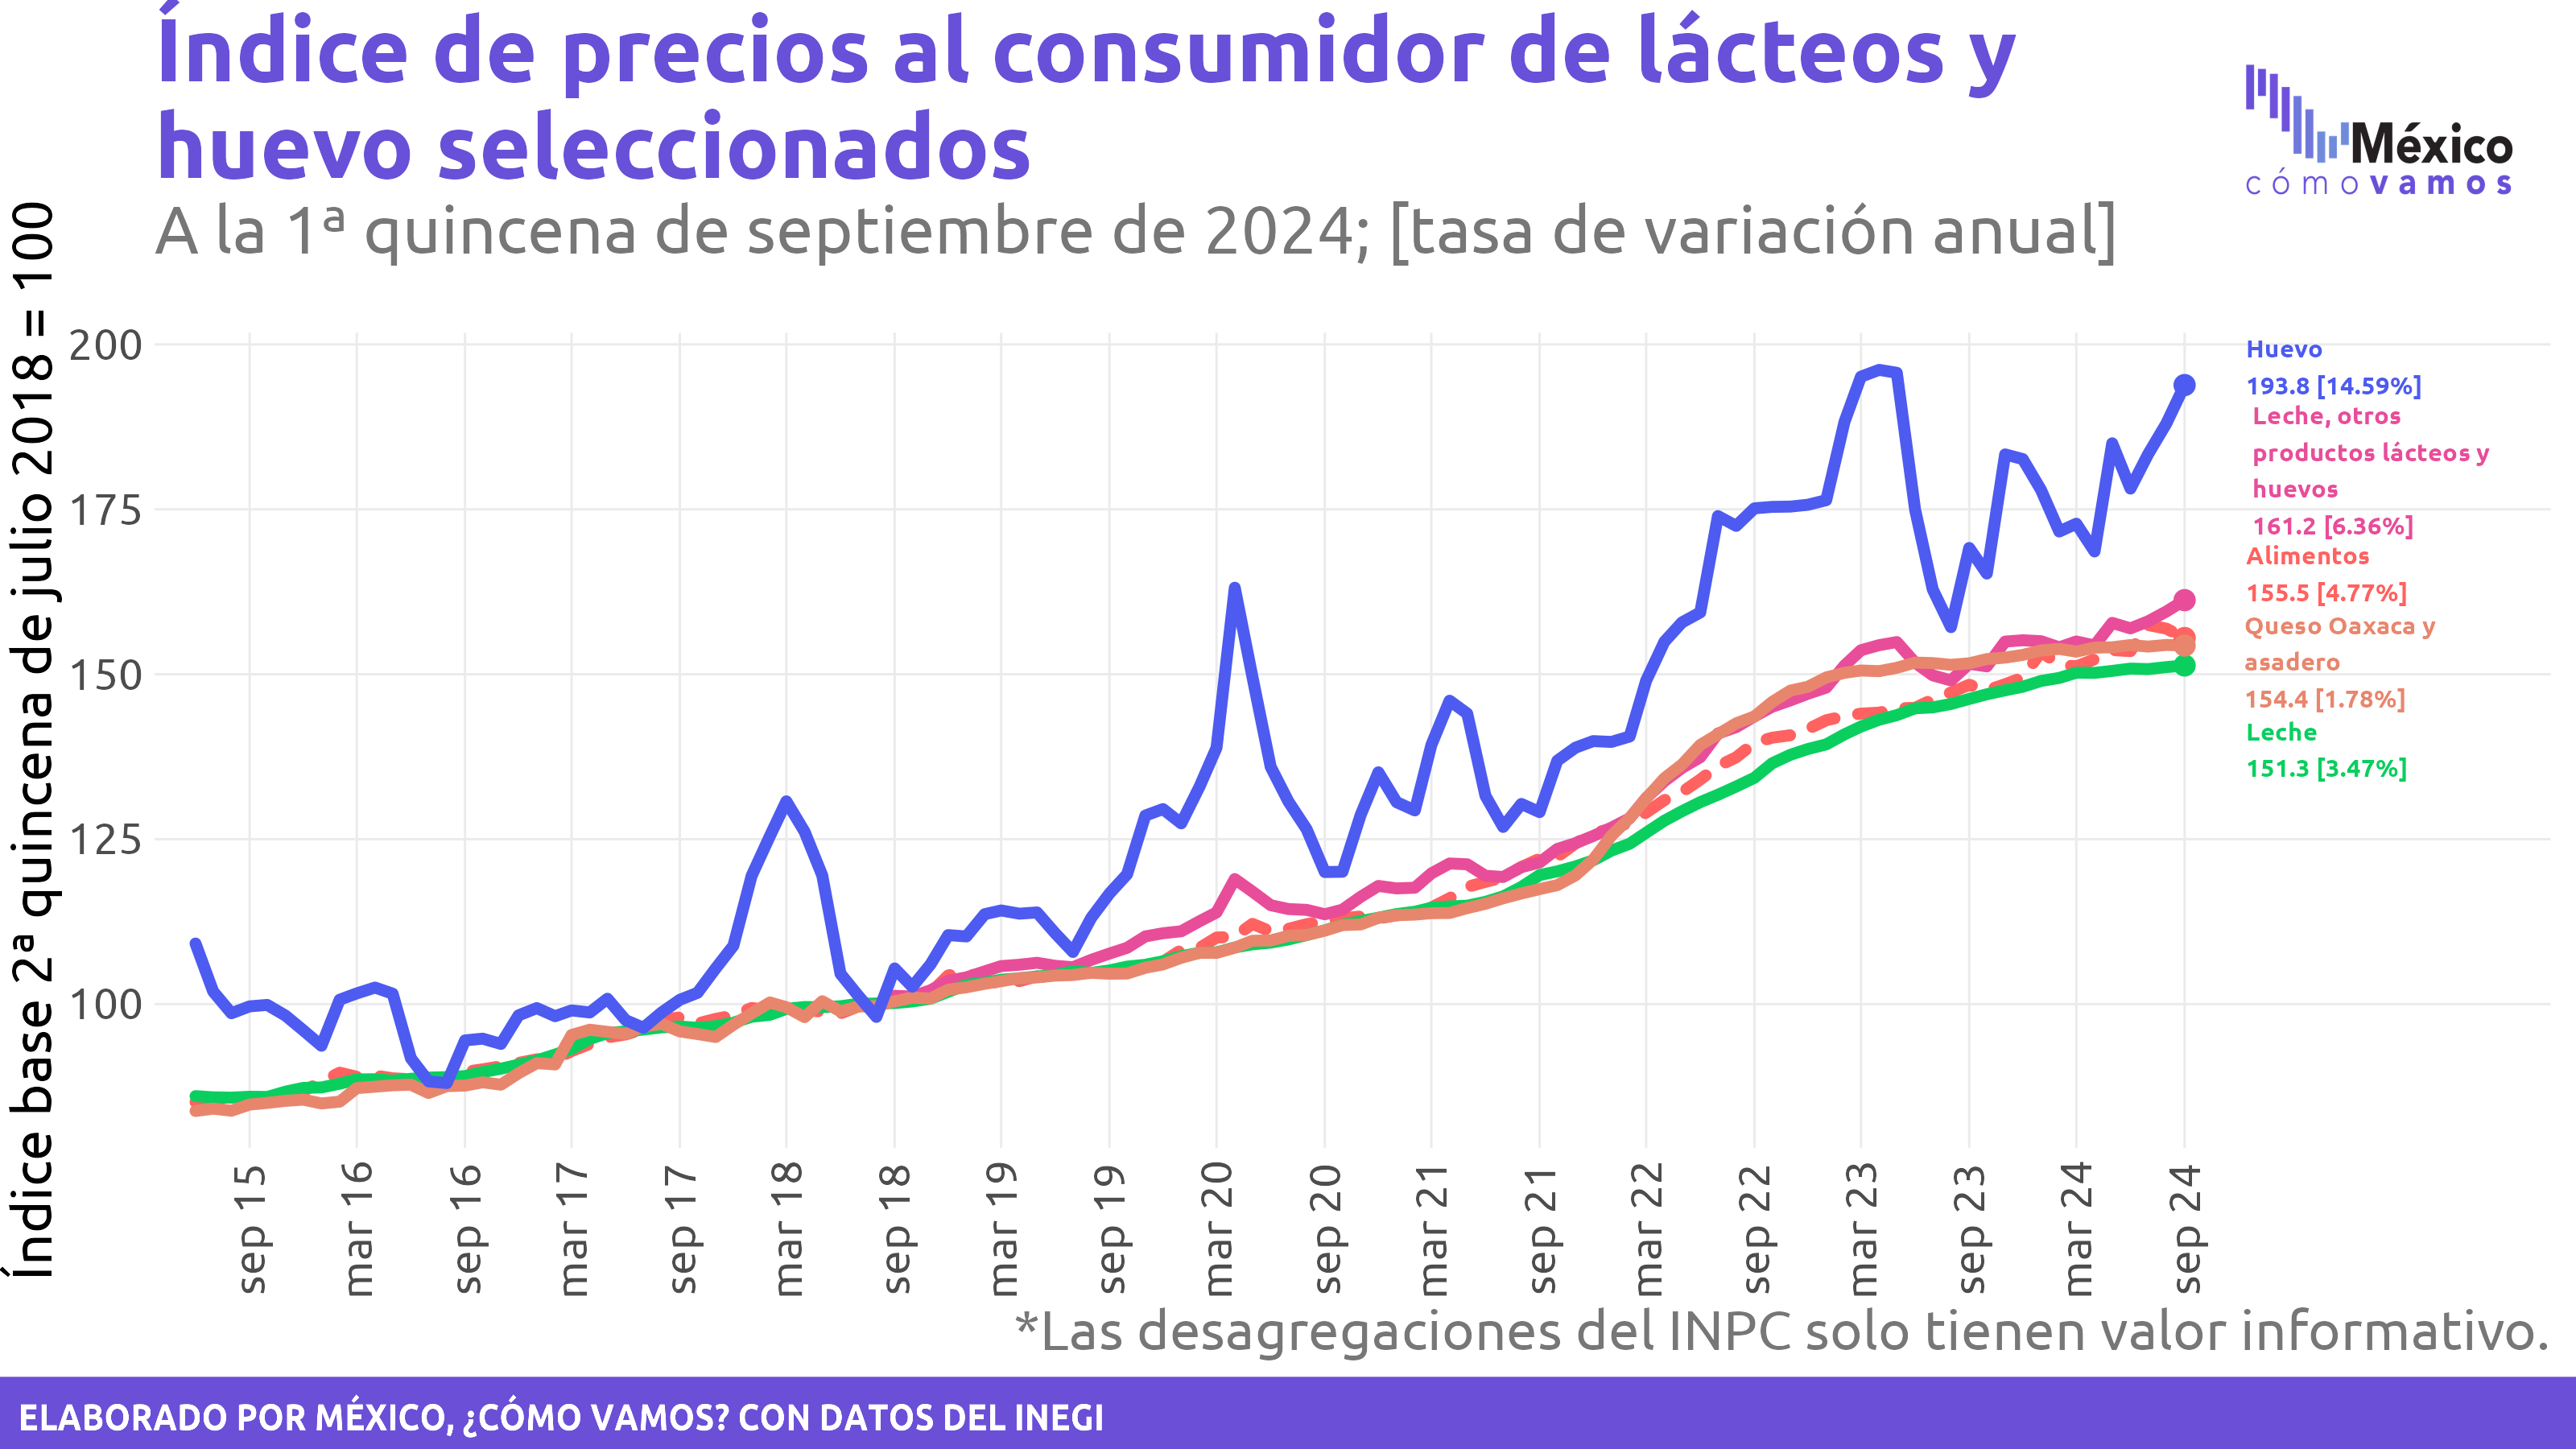 Índice de precios al consumidor de lácteos y
huevo seleccionados
A la 1ª quincena de septiembre de 2024; [tasa de variación anual]
México
cómo vamos
Índice base 2ª quincena de julio 2018 = 100
200
175
150
125
100
Huevo
193.8 [14.59%]
Leche, otros
productos lácteos y
huevos
161.2 [6.36%]
Alimentos
155.5 [4.77%]
Queso Oaxaca y
asadero
154.4 [1.78%]
Leche
151.3 [3.47%]
sep 15
mar 16
sep 16
mar 17
sep 17
mar 18
sep 18
mar 19
sep 19
mar 20
sep 20
mar 21
sep 21
mar 22
sep 22
mar 23
sep 23
mar 24
sep 24
*Las desagregaciones del INPC solo tienen valor informativo.
ELABORADO POR MÉXICO, ¿CÓMO VAMOS? CON DATOS DEL INEGI